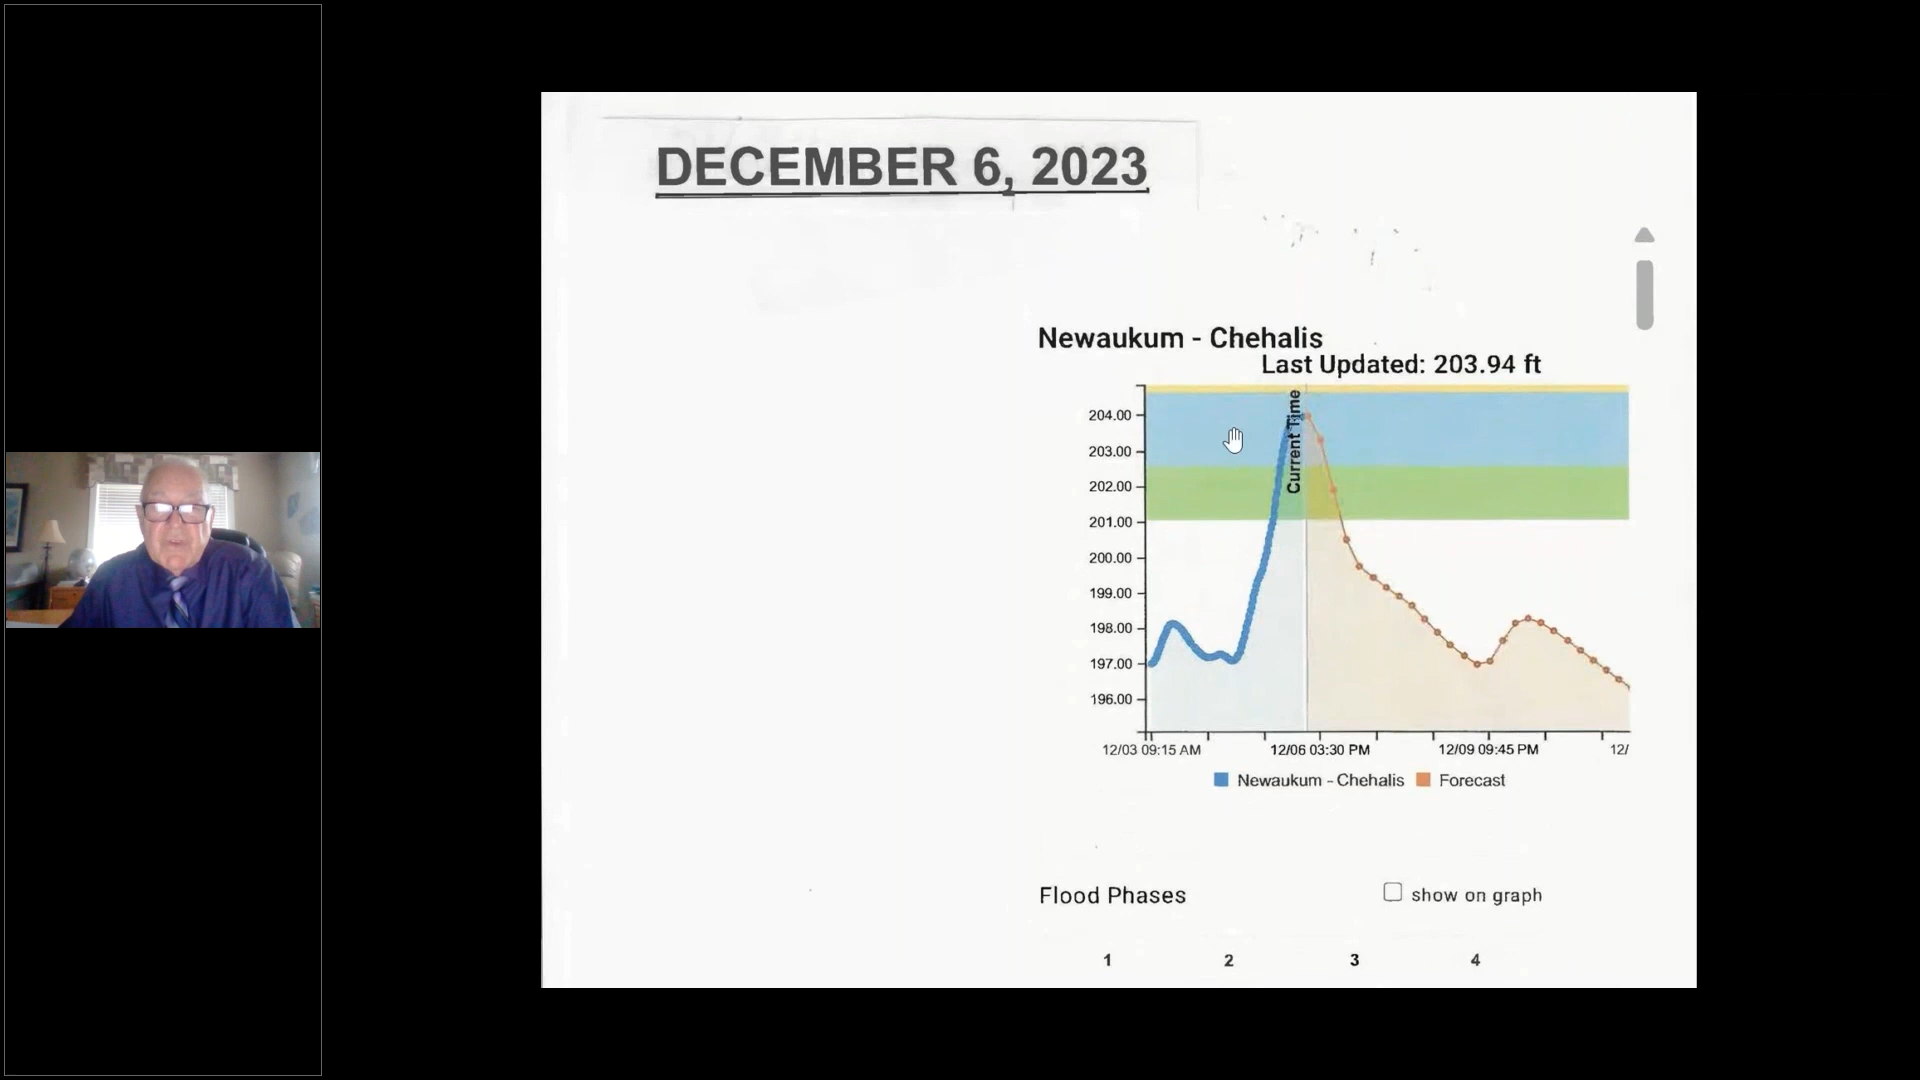 DECEMBER 6, 2023
Newaukum - Chehalis
Last Updated: 203.94 ft
Current Time
204.00
203.00
202.00
201.00
200.00
199.00
198.00
197.00
196.00
12/03 09:15 AM 12/06 03:30 PM 12/09 09:45 PM 12/
Newaukum - Chehalis Forecast
Flood Phases show on graph
1 2 3 4